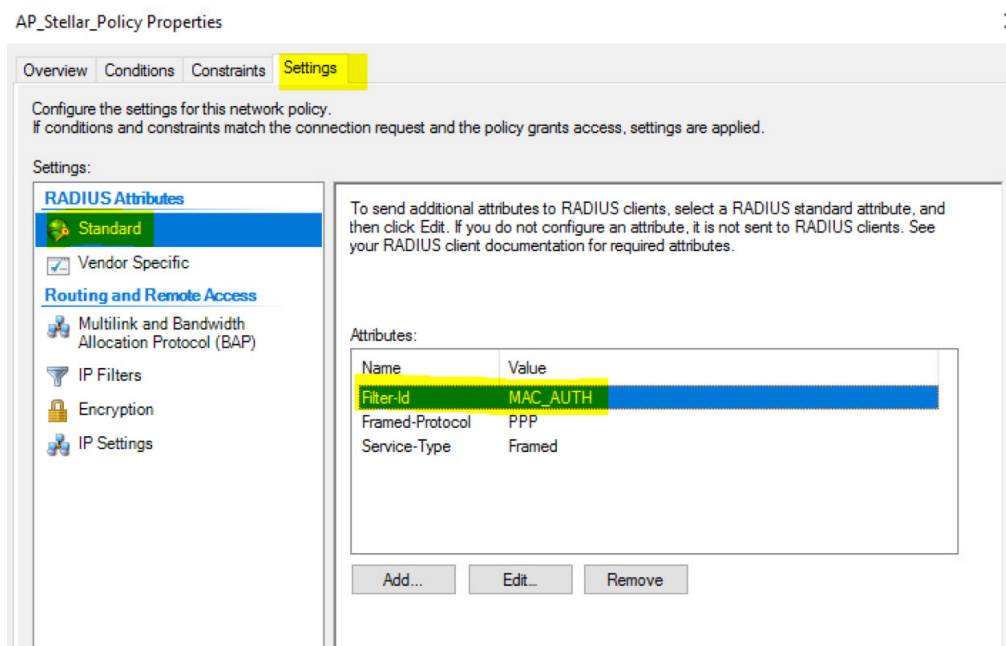 AP_Stellar_Policy Properties
Overview Conditions Constraints Settings
Configure the settings for this network policy.
If conditions and constraints match the connection request and the policy grants access, settings are applied.
Settings:
RADIUS Attributes
Standard
Vendor Specific
Routing and Remote Access
Multilink and Bandwidth
Allocation Protocol (BAP)
IP Filters
Encryption
IP Settings
To send additional attributes to RADIUS clients, select a RADIUS standard attribute, and
then click Edit. If you do not configure an attribute, it is not sent to RADIUS clients. See
your RADIUS client documentation for required attributes.
Attributes:
Name Value
Filter-Id MAC_AUTH
Framed-Protocol PPP
Service-Type Framed
Add... Edit... Remove